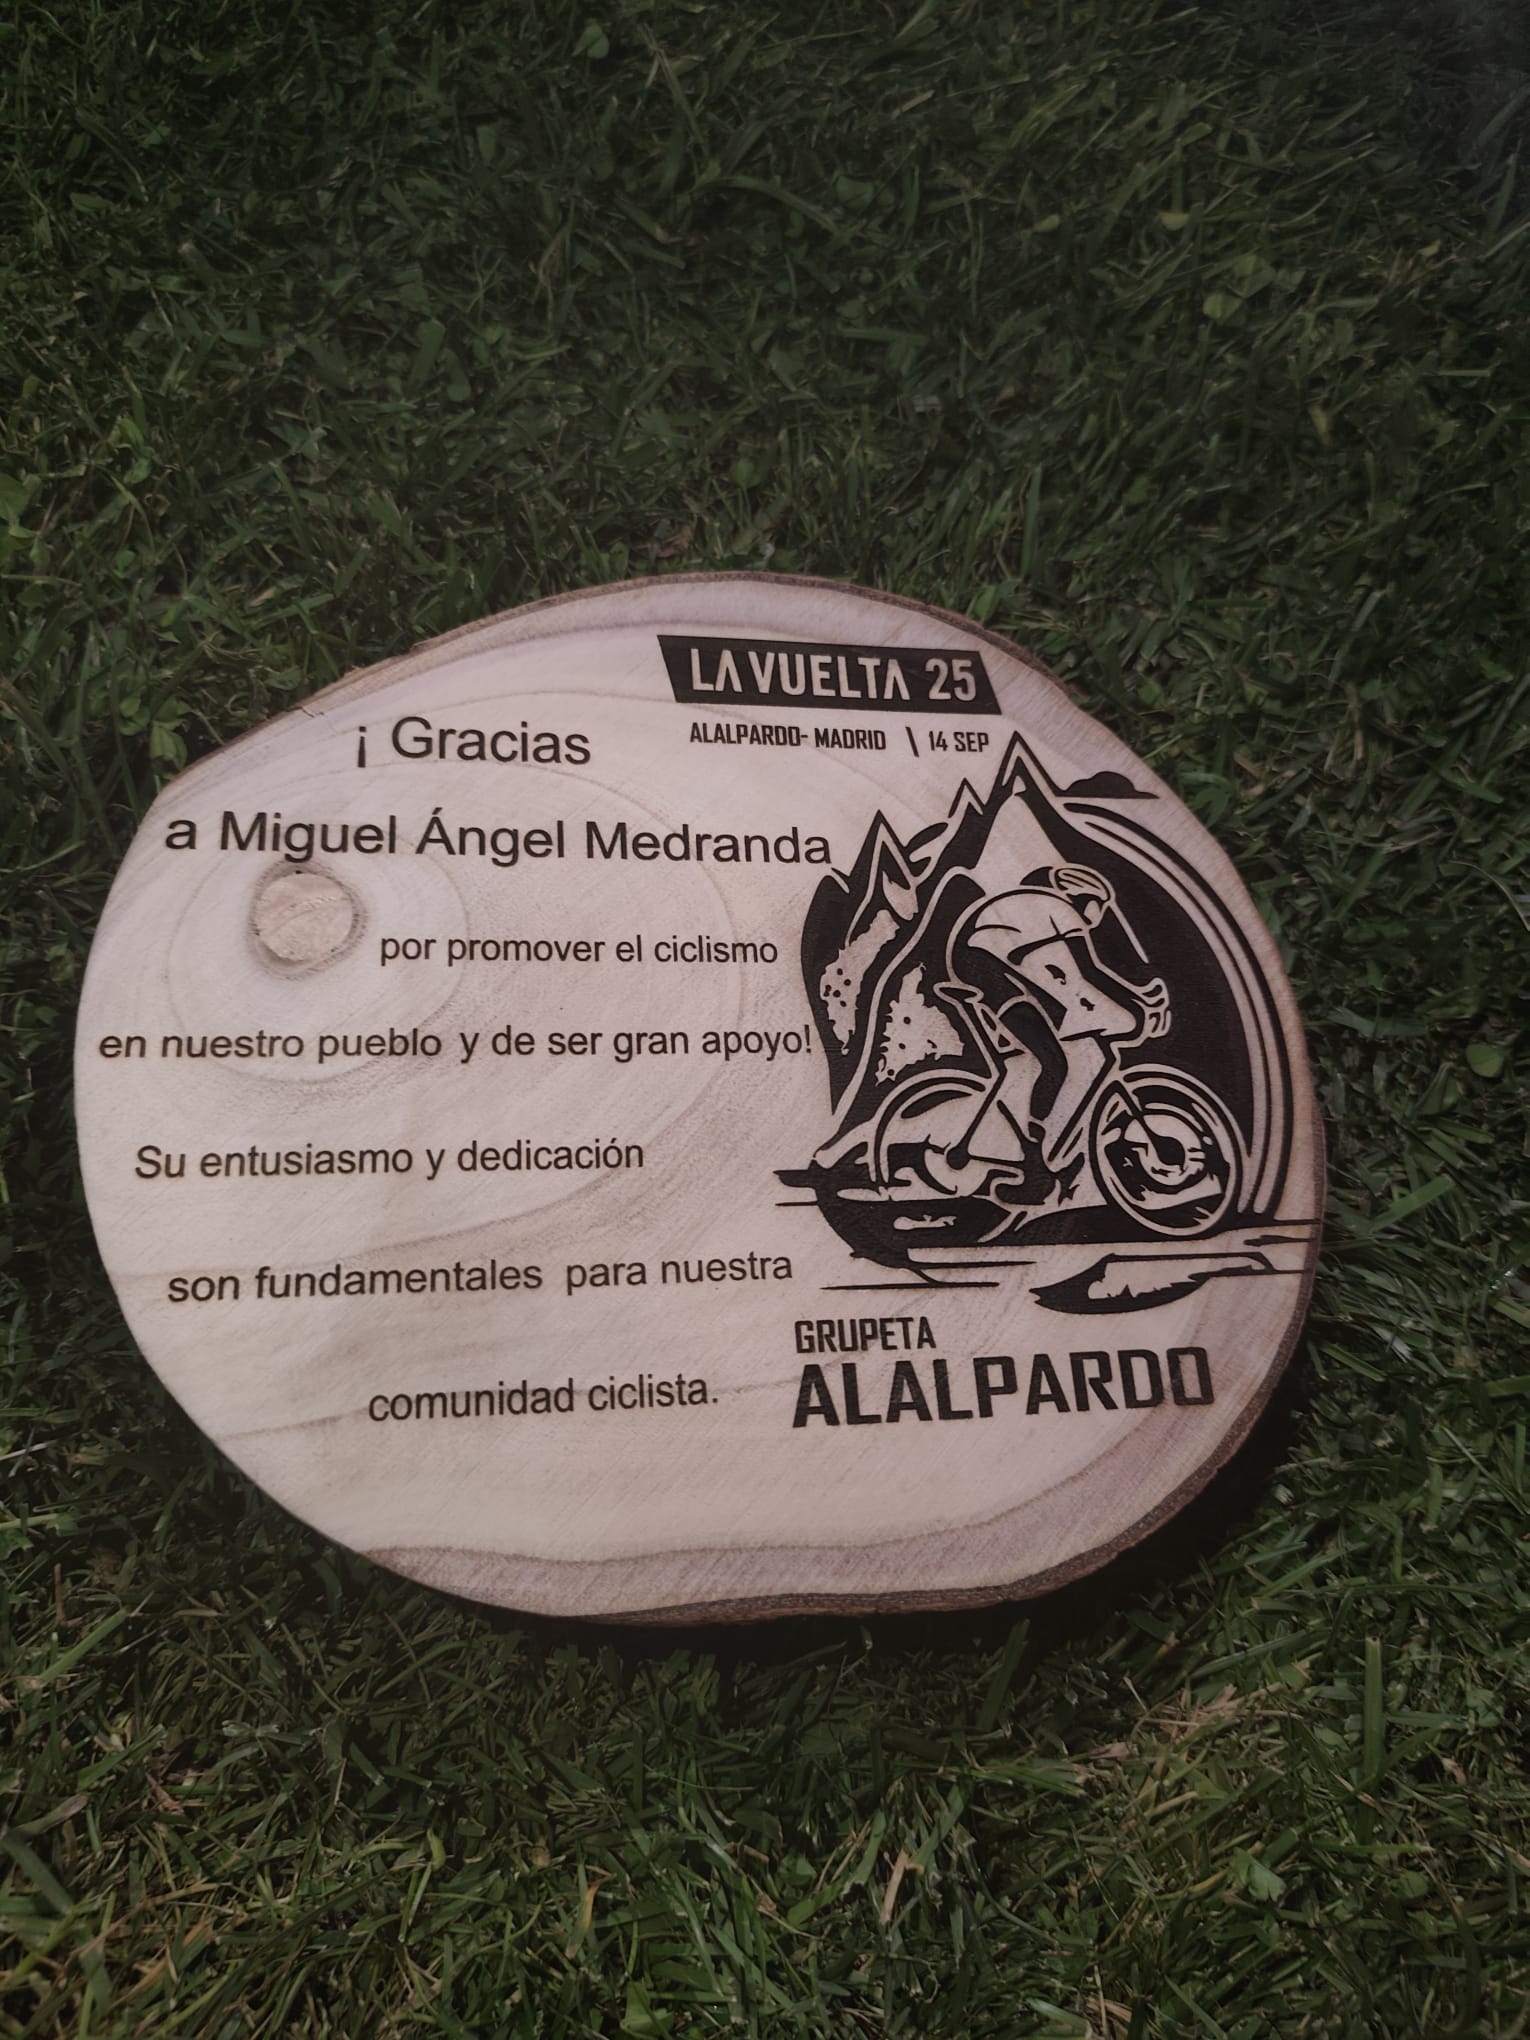 LA VUELTA 25
ALALPARDO- MADRID \ 14 SEP
¡ Gracias
a Miguel Ángel Medranda
por promover el ciclismo
en nuestro pueblo y de ser gran apoyo!
Su entusiasmo y dedicación
son fundamentales para nuestra
comunidad ciclista.
GRUPETA
ALALPARDO